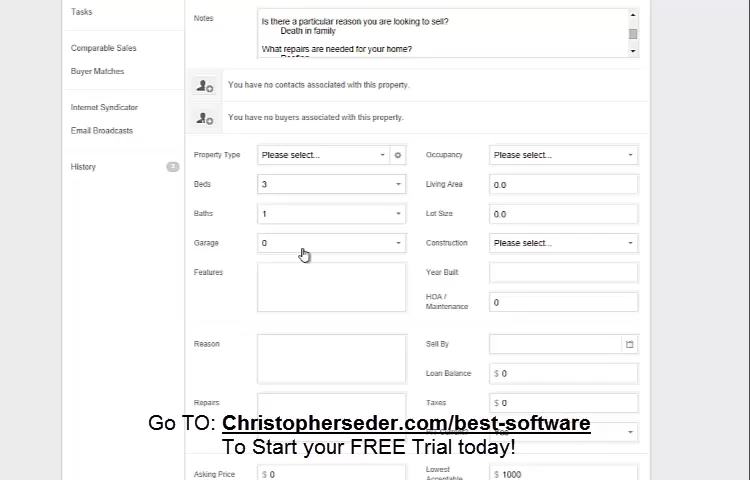 Tasks
Comparable Sales
Buyer Matches
Internet Syndicator
Email Broadcasts
History
Notes
Is there a particular reason you are looking to sell?
Death in family
What repairs are needed for your home?
You have no contacts associated with this property.
You have no buyers associated with this property.
Property Type Please select... Occupancy Please select...
Beds 3 Living Area 0.0
Baths 1 Lot Size 0.0
Garage 0 Construction Please select...
Features Year Built
HOA / Maintenance 0
Reason Sell By
Loan Balance $ 0
Repairs Taxes $ 0
Go TO: Christopherseder.com/best-software
To Start your FREE Trial today!
Asking Price $ 0 Lowest Acceptable $ 1000